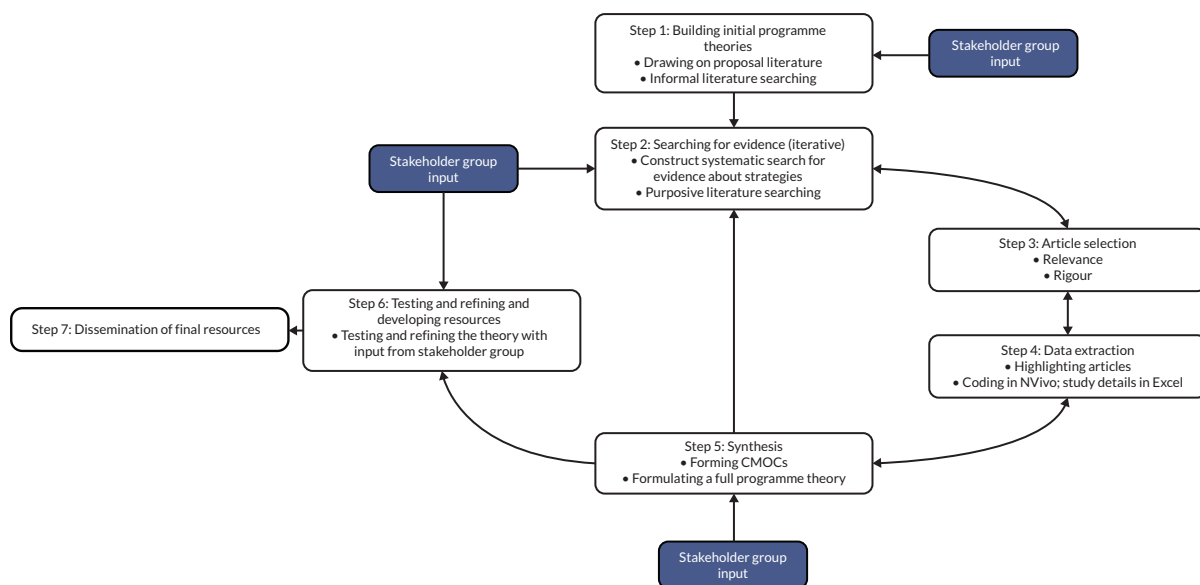 Step 1: Building initial programme
theories
• Drawing on proposal literature
• Informal literature searching
Stakeholder group
input
Step 2: Searching for evidence (iterative)
• Construct systematic search for
evidence about strategies
• Purposive literature searching
Stakeholder group
input
Step 3: Article selection
• Relevance
• Rigour
Step 6: Testing and refining and
developing resources
• Testing and refining the theory with
input from stakeholder group
Step 7: Dissemination of final resources
Step 4: Data extraction
• Highlighting articles
• Coding in NVivo; study details in Excel
Step 5: Synthesis
• Forming CMOCs
• Formulating a full programme theory
Stakeholder group
input